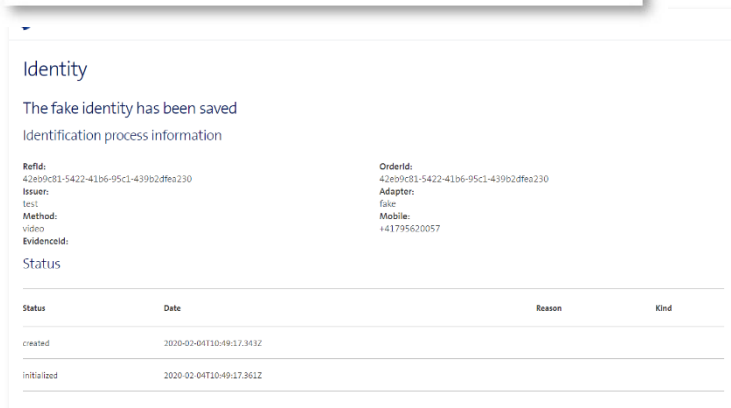 Identity
The fake identity has been saved
Identification process information
RefId:
42eb9c81-5422-41b6-95c1-439b2dfea230
Issuer:
test
Method:
video
EvidenceId:
OrderId:
42eb9c81-5422-41b6-95c1-439b2dfea230
Adapter:
fake
Mobile:
+41795620057
Status
Status Date Reason Kind
created 2020-02-04T10:49:17.343Z
initialized 2020-02-04T10:49:17.361Z